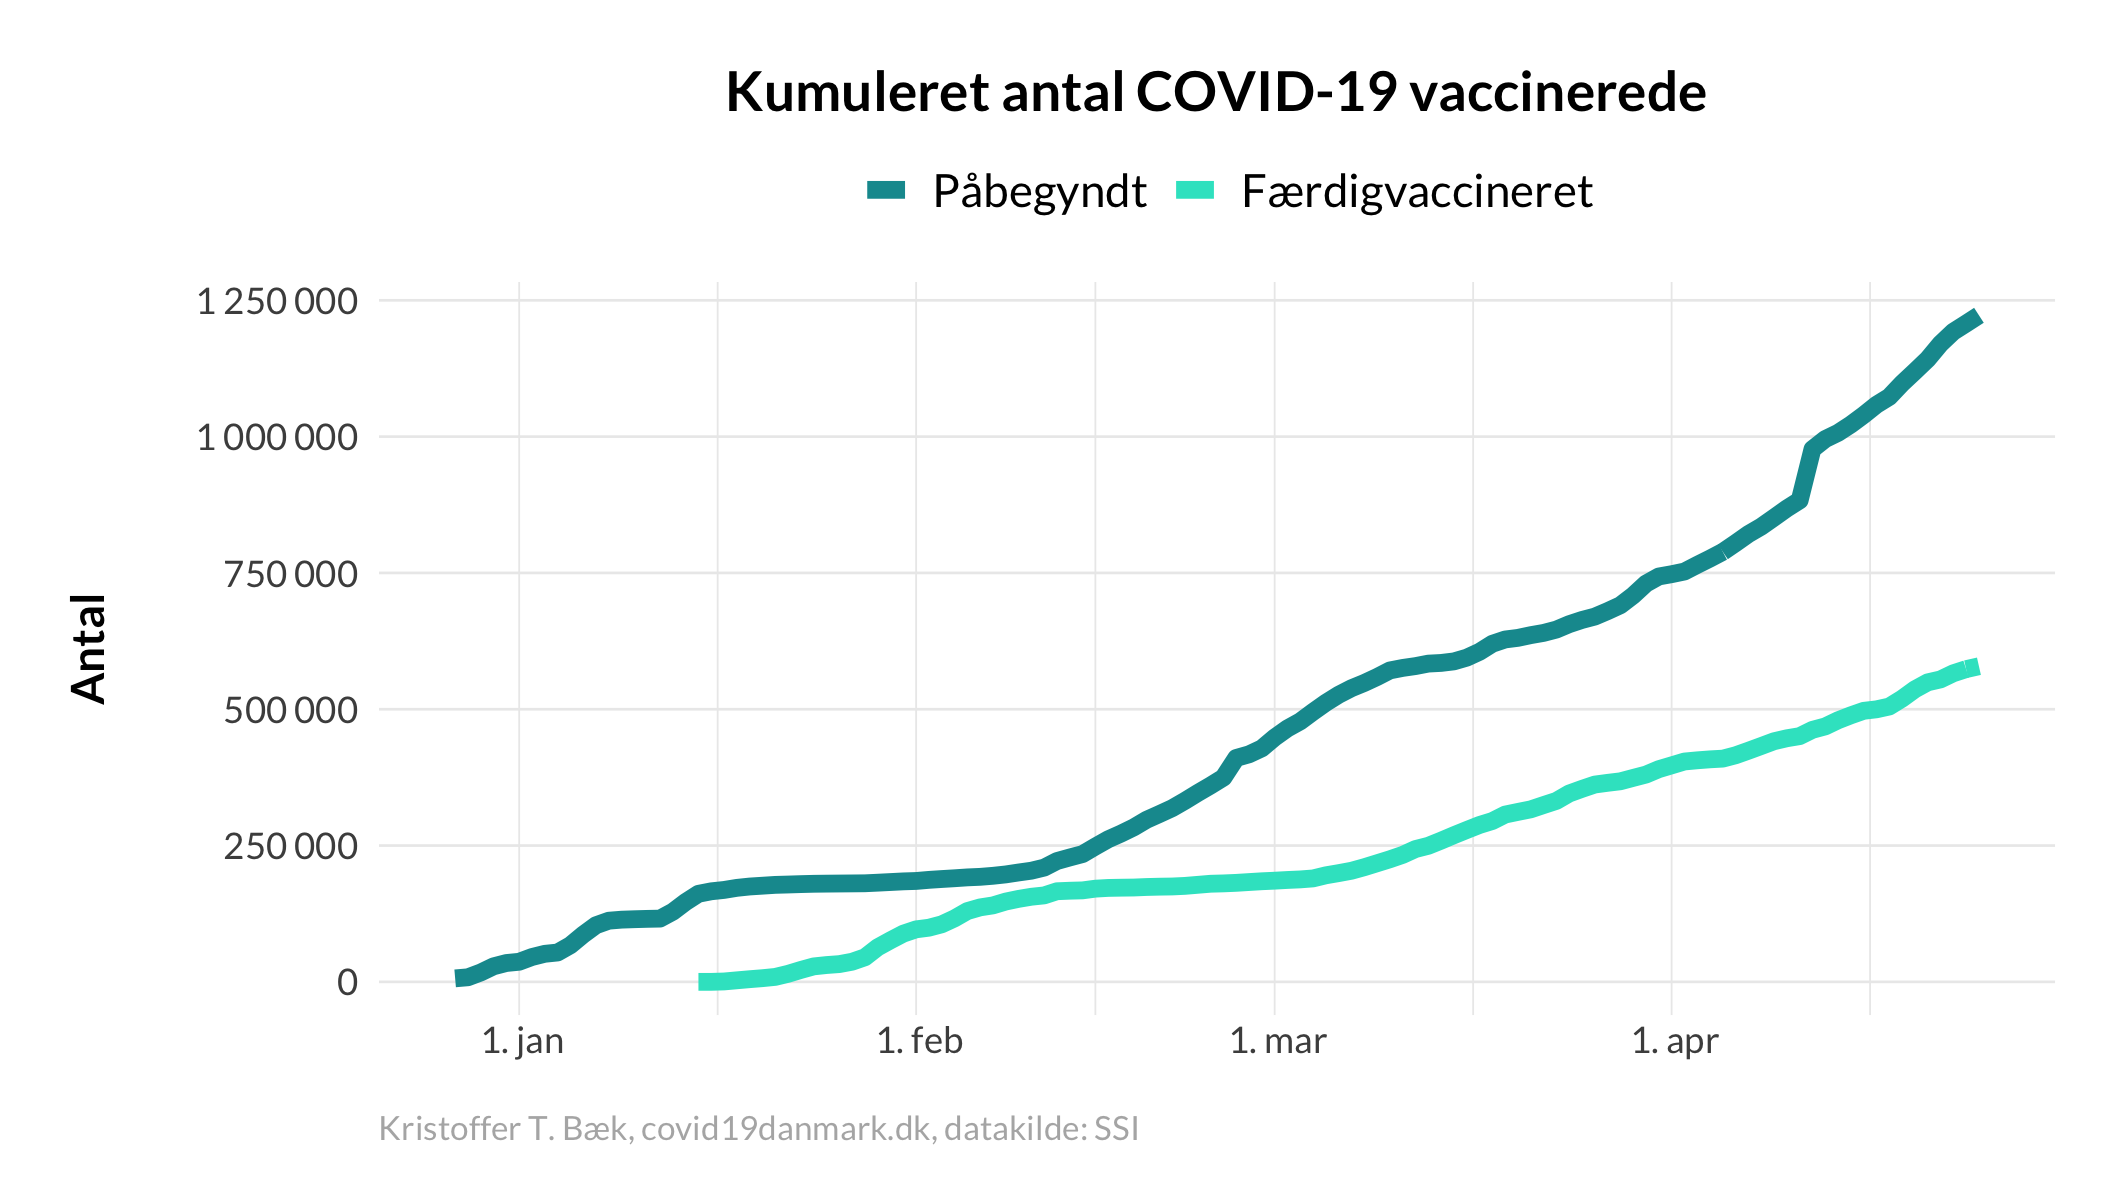 Kumuleret antal COVID-19 vaccinerede
Påbegyndt Færdigvaccineret
1 250 000
1 000 000
750 000
500 000
250 000
0
Antal
1. jan 1. feb 1. mar 1. apr
Kristoffer T. Bæk, covid19danmark.dk, datakilde: SSI